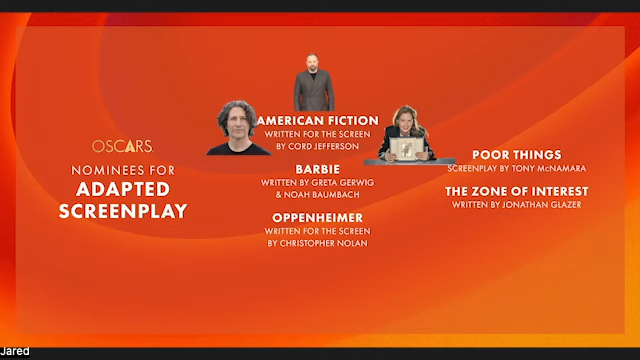 OSCARS
NOMINEES FOR
ADAPTED
SCREENPLAY
AMERICAN FICTION
WRITTEN FOR THE SCREEN
BY CORD JEFFERSON
BARBIE
WRITTEN BY GRETA GERWIG
& NOAH BAUMBACH
OPPENHEIMER
WRITTEN FOR THE SCREEN
BY CHRISTOPHER NOLAN
POOR THINGS
SCREENPLAY BY TONY McNAMARA
THE ZONE OF INTEREST
WRITTEN BY JONATHAN GLAZER
Jared